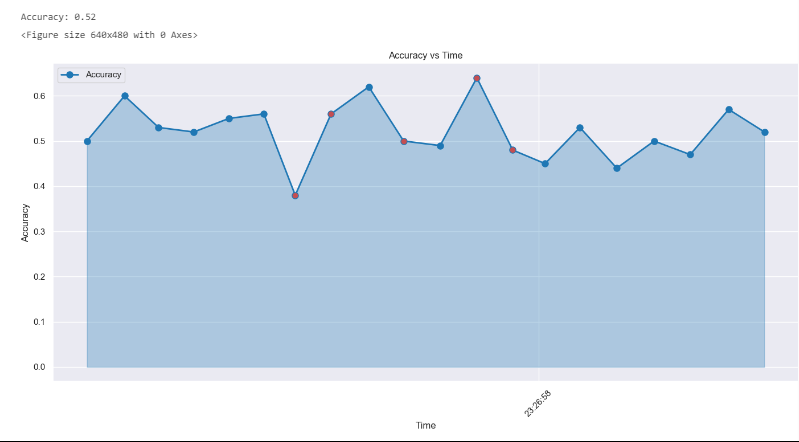 Accuracy: 0.52
<Figure size 640x480 with 0 Axes>
Accuracy vs Time
Accuracy
0.6
0.5
0.4
0.3
0.2
0.1
0.0
Accuracy
23:26:58
Time